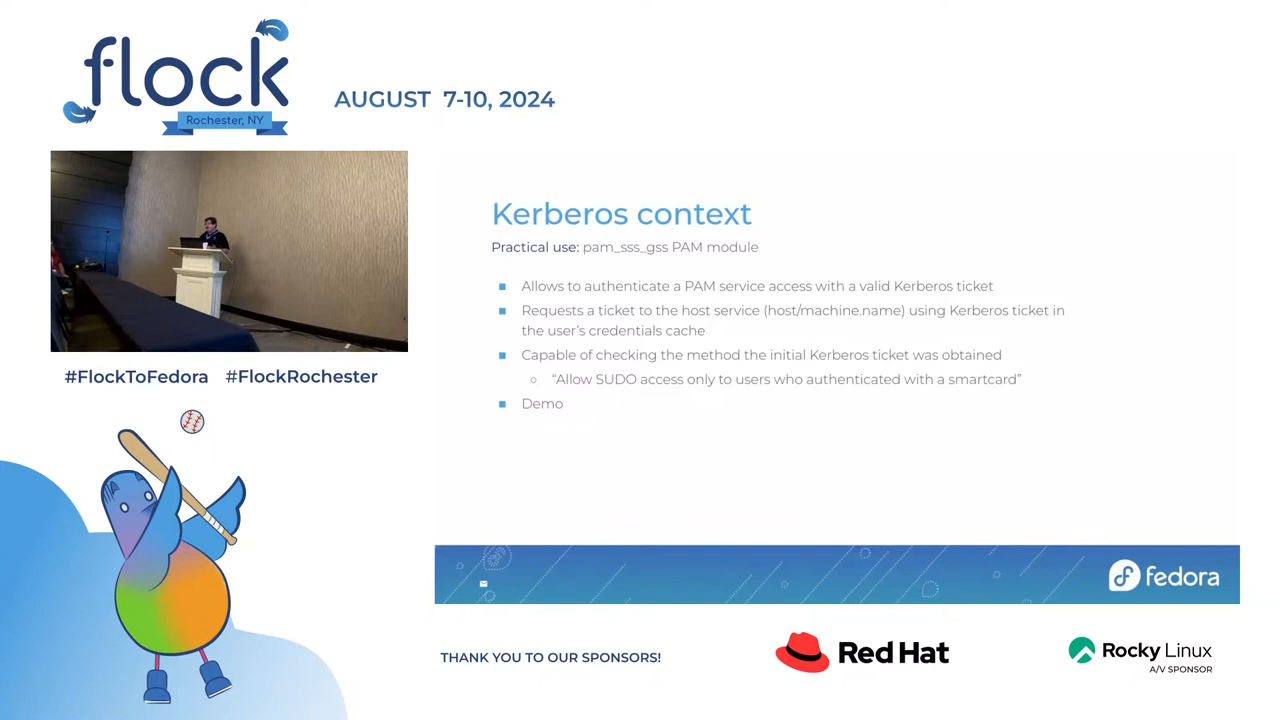 flock
Rochester, NY
AUGUST 7-10, 2024
Kerberos context
Practical use: pam_sss_gss PAM module
Allows to authenticate a PAM service access with a valid Kerberos ticket
Requests a ticket to the host service (host/machine.name) using Kerberos ticket in
the user’s credentials cache
Capable of checking the method the initial Kerberos ticket was obtained
“Allow SUDO access only to users who authenticated with a smartcard”
Demo
#FlockToFedora #FlockRochester
fedora
THANK YOU TO OUR SPONSORS!
Red Hat
Rocky Linux
A/V SPONSOR